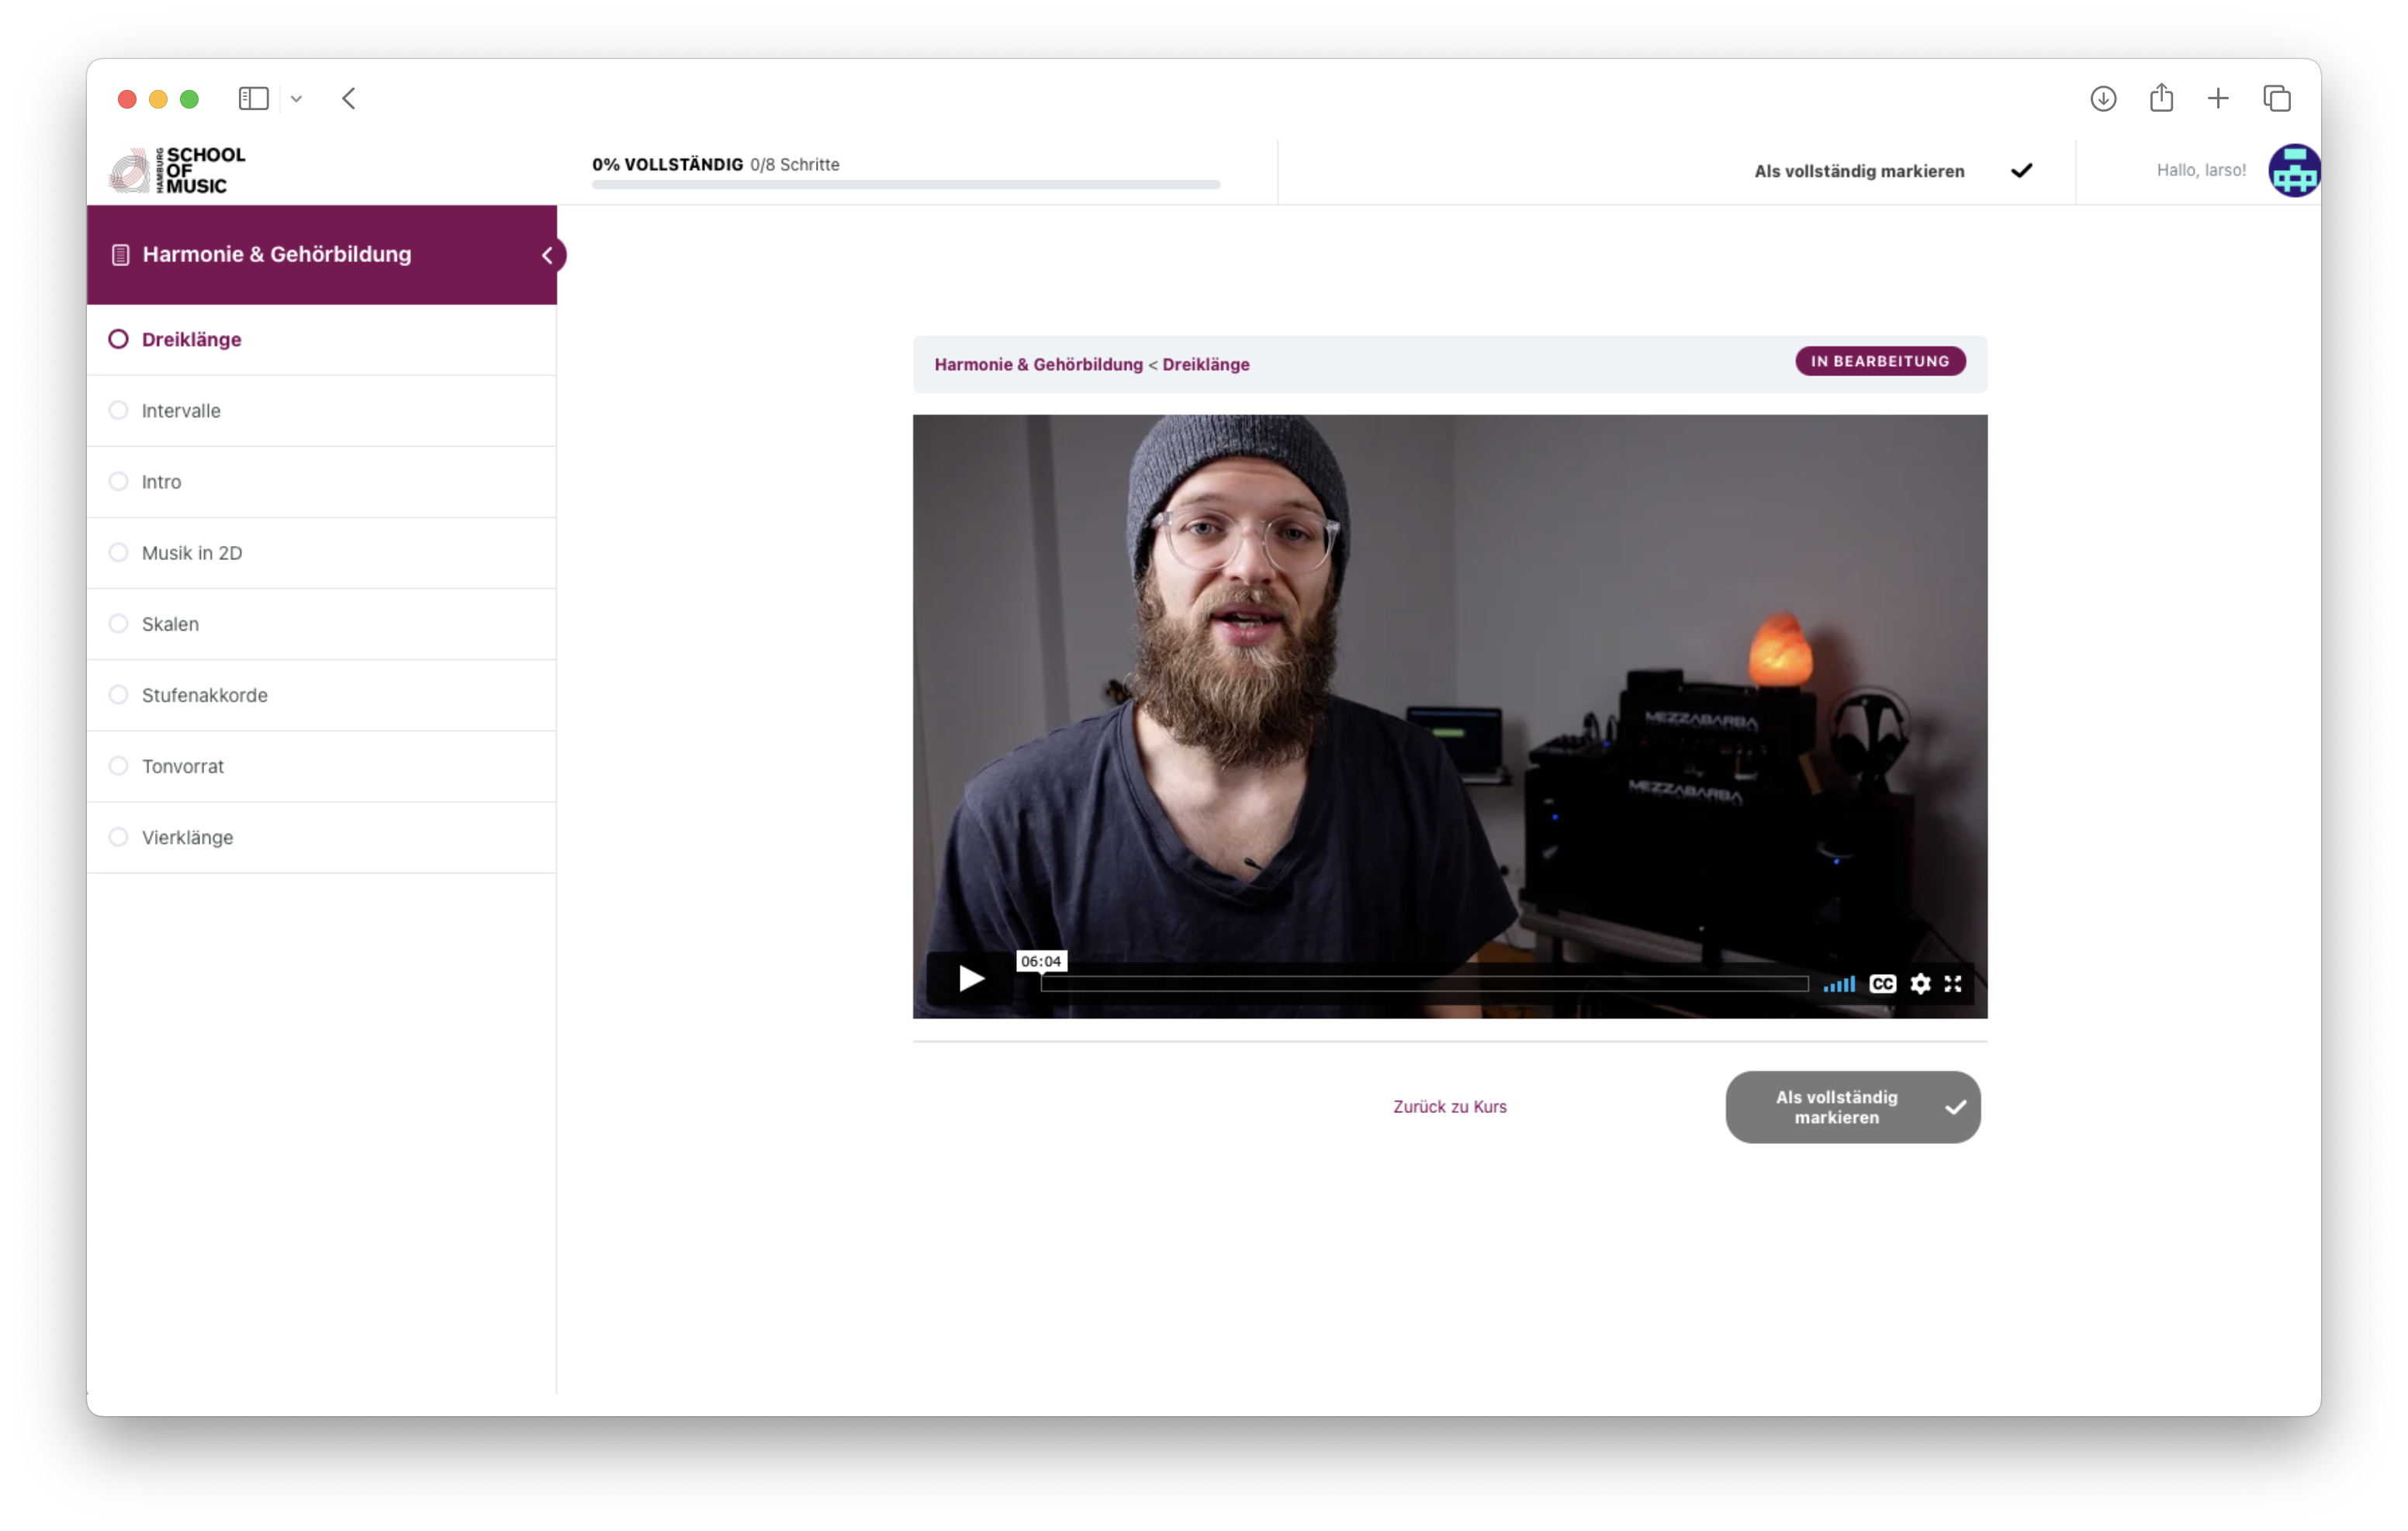 HAMBURG
SCHOOL
OF
MUSIC
0% VOLLSTÄNDIG 0/8 Schritte
Als vollständig markieren
Hallo, larso!
Harmonie & Gehörbildung
Dreiklänge
Intervalle
Intro
Musik in 2D
Skalen
Stufenakkorde
Tonvorrat
Vierklänge
Harmonie & Gehörbildung < Dreiklänge
IN BEARBEITUNG
MEZZABARBA
MEZZABARBA
06:04
CC
Zurück zu Kurs
Als vollständig
markieren